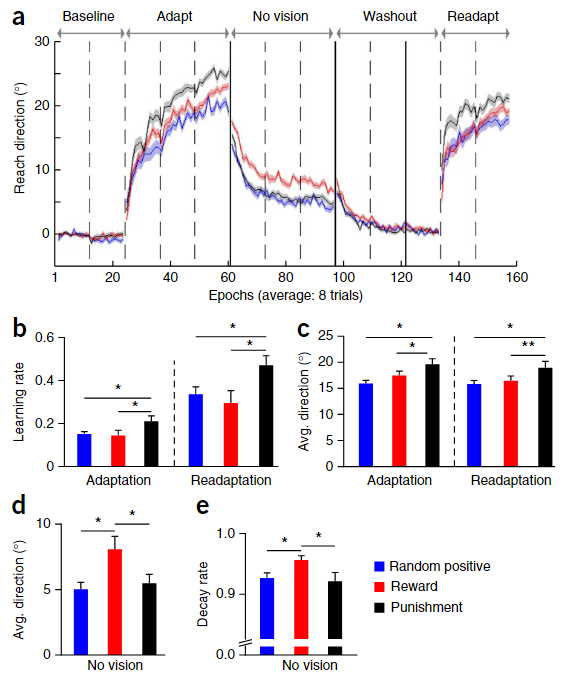 a
Baseline Adapt No vision Washout Readapt
Reach direction (°)
30
20
10
0
1 20 40 60 80 100 120 140 160
Epochs (average: 8 trials)
b
Learning rate
0.6
0.4
0.2
0
* * * *
Adaptation Readaptation
c
Avg. direction (°)
25
20
15
10
5
0
* * * **
Adaptation Readaptation
d
Avg. direction (°)
10
5
0
* *
No vision
e
Decay rate
1.0
0.9
0.0
* *
No vision
Random positive
Reward
Punishment